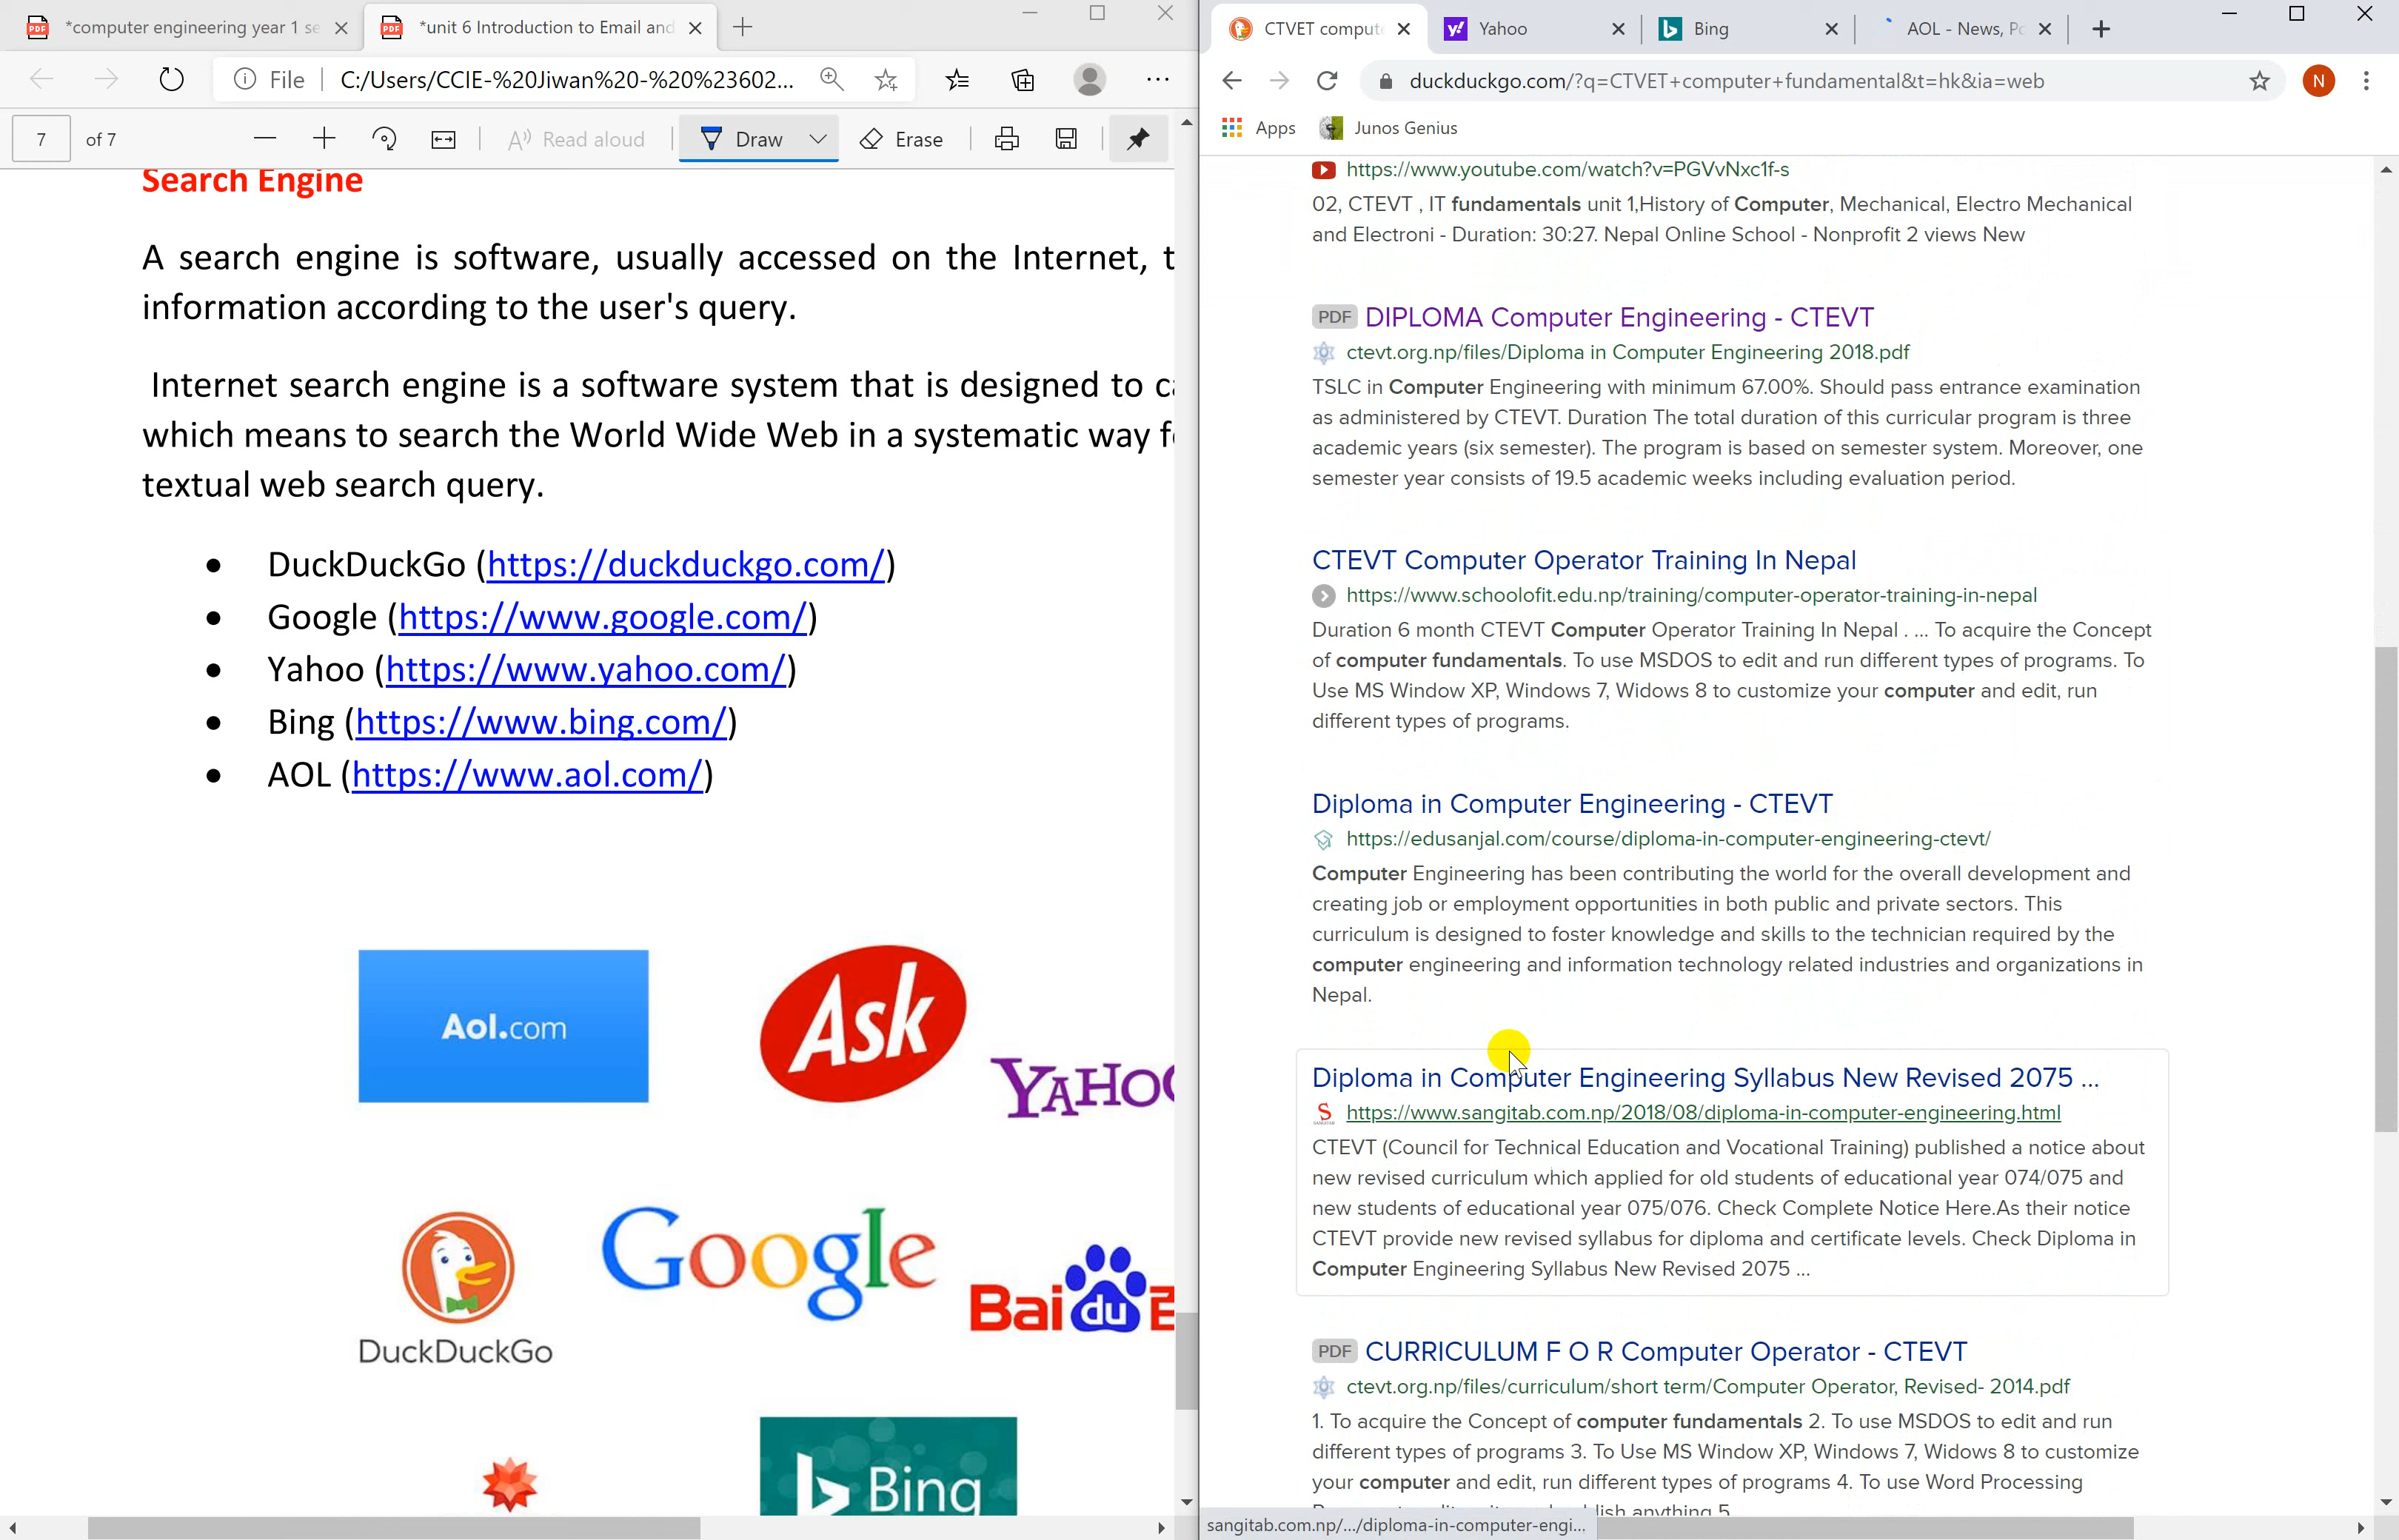 *computer engineering year 1 se
*unit 6 Introduction to Email and
File
C:/Users/CCIE-%20Jiwan%20-%20%23602...
7 of 7
Read aloud
Draw
Erase
Search Engine
A search engine is software, usually accessed on the Internet, t
information according to the user's query.
Internet search engine is a software system that is designed to ca
which means to search the World Wide Web in a systematic way fo
textual web search query.
• DuckDuckGo (https://duckduckgo.com/)
• Google (https://www.google.com/)
• Yahoo (https://www.yahoo.com/)
• Bing (https://www.bing.com/)
• AOL (https://www.aol.com/)
Aol.com
Ask
YAHOO
DuckDuckGo
Google
Baidu
Bing
CTVET compute
Yahoo
Bing
AOL - News, Po
duckduckgo.com/?q=CTVET+computer+fundamental&t=hk&ia=web
N
Apps
Junos Genius
https://www.youtube.com/watch?v=PGVvNxc1f-s
02, CTEVT , IT fundamentals unit 1,History of Computer, Mechanical, Electro Mechanical
and Electroni - Duration: 30:27. Nepal Online School - Nonprofit 2 views New
PDF DIPLOMA Computer Engineering - CTEVT
ctevt.org.np/files/Diploma in Computer Engineering 2018.pdf
TSLC in Computer Engineering with minimum 67.00%. Should pass entrance examination
as administered by CTEVT. Duration The total duration of this curricular program is three
academic years (six semester). The program is based on semester system. Moreover, one
semester year consists of 19.5 academic weeks including evaluation period.
CTEVT Computer Operator Training In Nepal
https://www.schoolofit.edu.np/training/computer-operator-training-in-nepal
Duration 6 month CTEVT Computer Operator Training In Nepal . ... To acquire the Concept
of computer fundamentals. To use MSDOS to edit and run different types of programs. To
Use MS Window XP, Windows 7, Widows 8 to customize your computer and edit, run
different types of programs.
Diploma in Computer Engineering - CTEVT
https://edusanjal.com/course/diploma-in-computer-engineering-ctevt/
Computer Engineering has been contributing the world for the overall development and
creating job or employment opportunities in both public and private sectors. This
curriculum is designed to foster knowledge and skills to the technician required by the
computer engineering and information technology related industries and organizations in
Nepal.
Diploma in Computer Engineering Syllabus New Revised 2075 ...
https://www.sangitab.com.np/2018/08/diploma-in-computer-engineering.html
CTEVT (Council for Technical Education and Vocational Training) published a notice about
new revised curriculum which applied for old students of educational year 074/075 and
new students of educational year 075/076. Check Complete Notice Here.As their notice
CTEVT provide new revised syllabus for diploma and certificate levels. Check Diploma in
Computer Engineering Syllabus New Revised 2075 ...
PDF CURRICULUM F O R Computer Operator - CTEVT
ctevt.org.np/files/curriculum/short term/Computer Operator, Revised- 2014.pdf
1. To acquire the Concept of computer fundamentals 2. To use MSDOS to edit and run
different types of programs 3. To Use MS Window XP, Windows 7, Widows 8 to customize
your computer and edit, run different types of programs 4. To use Word Processing
sangitab.com.np/.../diploma-in-computer-engi...